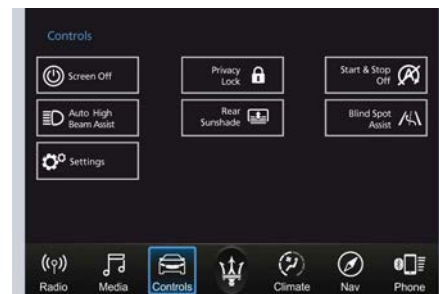 Controls
Screen Off
Privacy
Lock
Start & Stop
Off
Auto High
Beam Assist
Rear
Sunshade
Blind Spot
Assist
Settings
Radio
Media
Controls
Climate
Nav
Phone